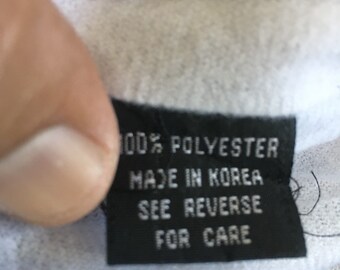 100% POLYESTER
MADE IN KOREA
SEE REVERSE
FOR CARE